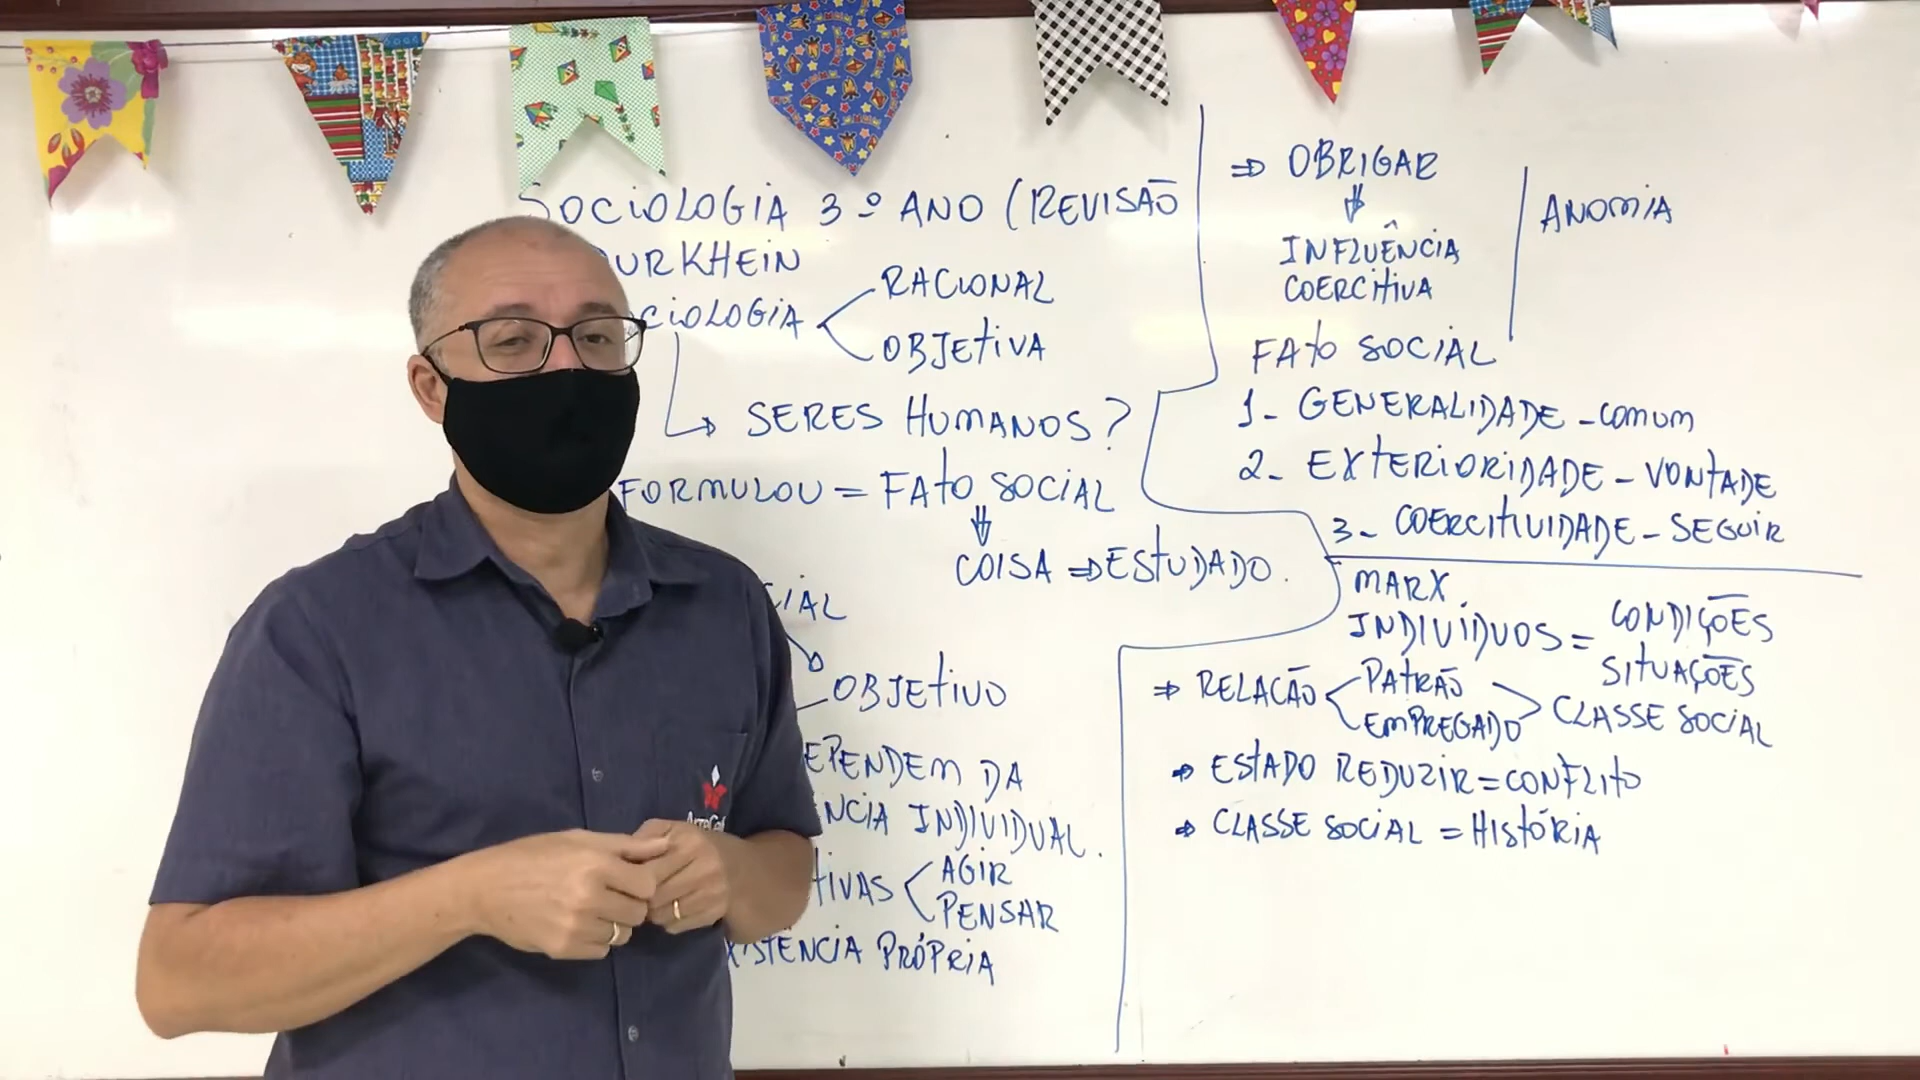 SOCIOLOGIA 3º ANO (REVISÃO
DURKHEIN
CIOLOGIA
RACIONAL
OBJETIVA
SERES HUMANOS?
FORMULOU = FATO SOCIAL
⇓
COISA ⇒ ESTUDADO.
CIAL
OBJETIVO
EPENDEM DA
NCIA INDIVIDUAL.
TIVAS < AGIR
PENSAR
XISTÊNCIA PRÓPRIA
⇒ OBRIGAR
⇓
INFLUÊNCIA
COERCITIVA
ANOMIA
FATO SOCIAL
1- GENERALIDADE - COMUM
2- EXTERIORIDADE - VONTADE
3- COERCITIVIDADE - SEGUIR
MARX
INDIVÍDUOS = CONDIÇÕES
SITUAÇÕES
⇒ RELAÇÃO < PATRÃO
EMPREGADO > CLASSE SOCIAL
⇒ ESTADO REDUZIR = CONFLITO
⇒ CLASSE SOCIAL = HISTÓRIA